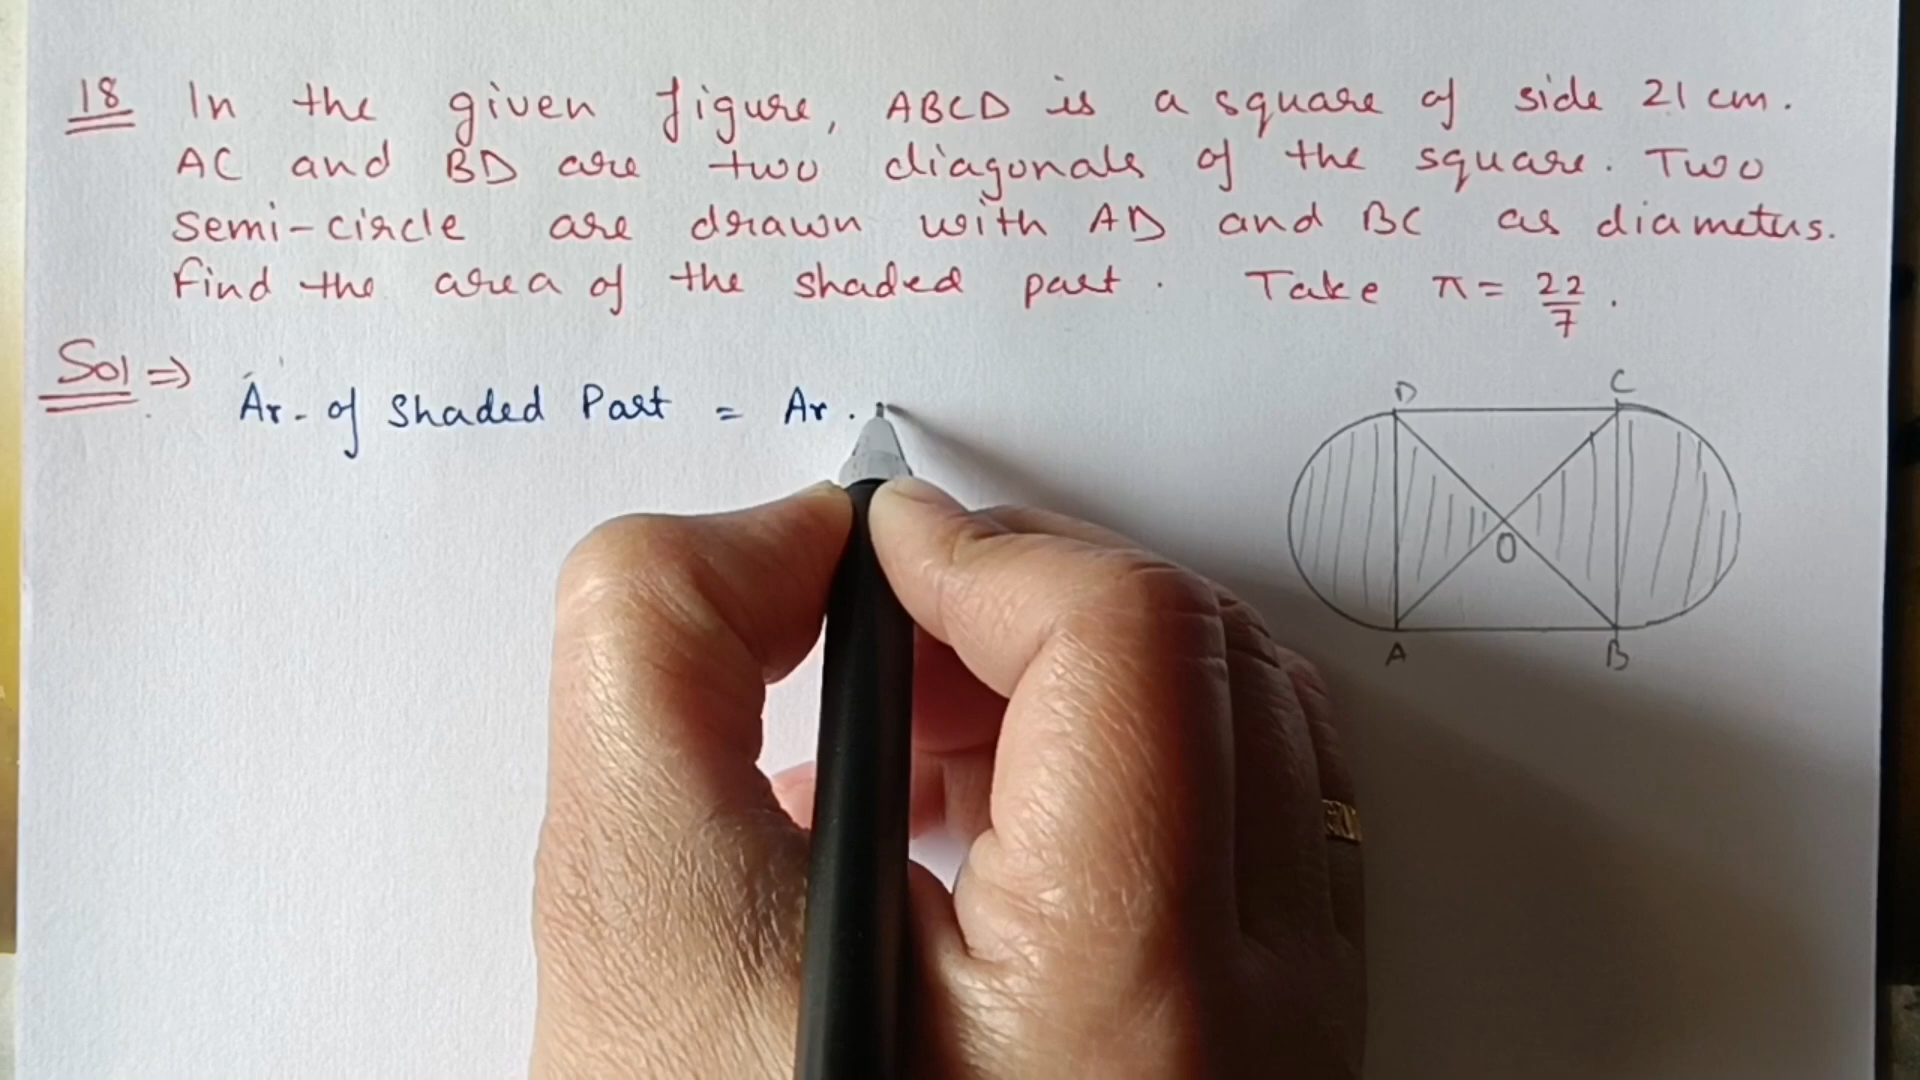 18 In the given figure, ABCD is a square of side 21 cm.
AC and BD are two diagonals of the square. Two
semi-circle are drawn with AD and BC as diameters.
Find the area of the shaded part. Take π = 22/7.
Sol ⇒ Ar. of Shaded Part = Ar.
D C
O
A B